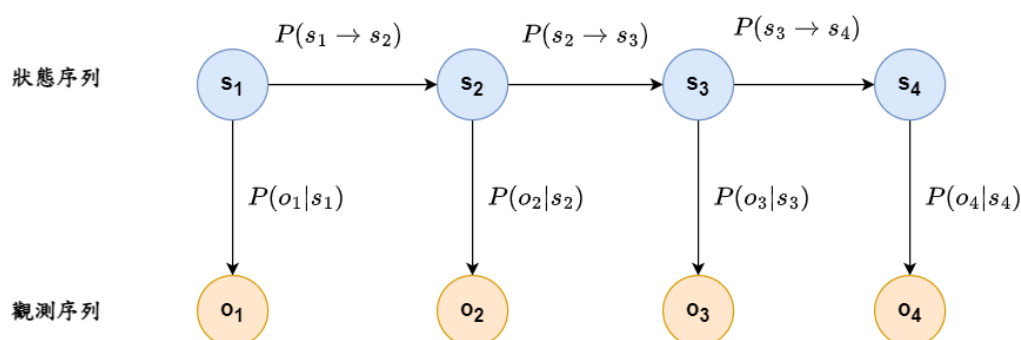 P(s₁ → s₂) P(s₂ → s₃) P(s₃ → s₄)
狀態序列 s₁ s₂ s₃ s₄
P(o₁|s₁) P(o₂|s₂) P(o₃|s₃) P(o₄|s₄)
觀測序列 o₁ o₂ o₃ o₄